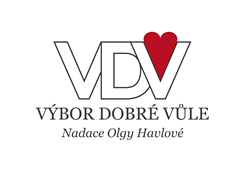 VDV
VÝBOR DOBRÉ VŮLE
Nadace Olgy Havlové